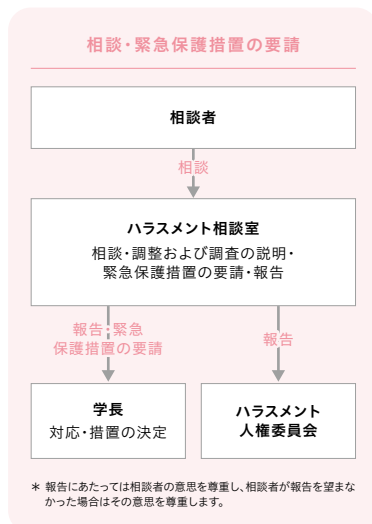 相談・緊急保護措置の要請
相談者
相談
ハラスメント相談室
相談・調整および調査の説明・
緊急保護措置の要請・報告
報告・緊急
保護措置の要請
報告
学長
対応・措置の決定
ハラスメント
人権委員会
＊ 報告にあたっては相談者の意思を尊重し、相談者が報告を望まな
かった場合はその意思を尊重します。